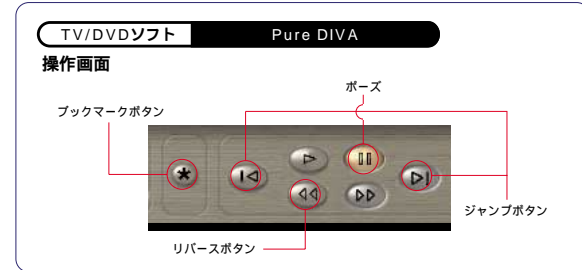 TV/DVDソフト Pure DIVA
操作画面
ポーズ
ブックマークボタン
ジャンプボタン
リバースボタン